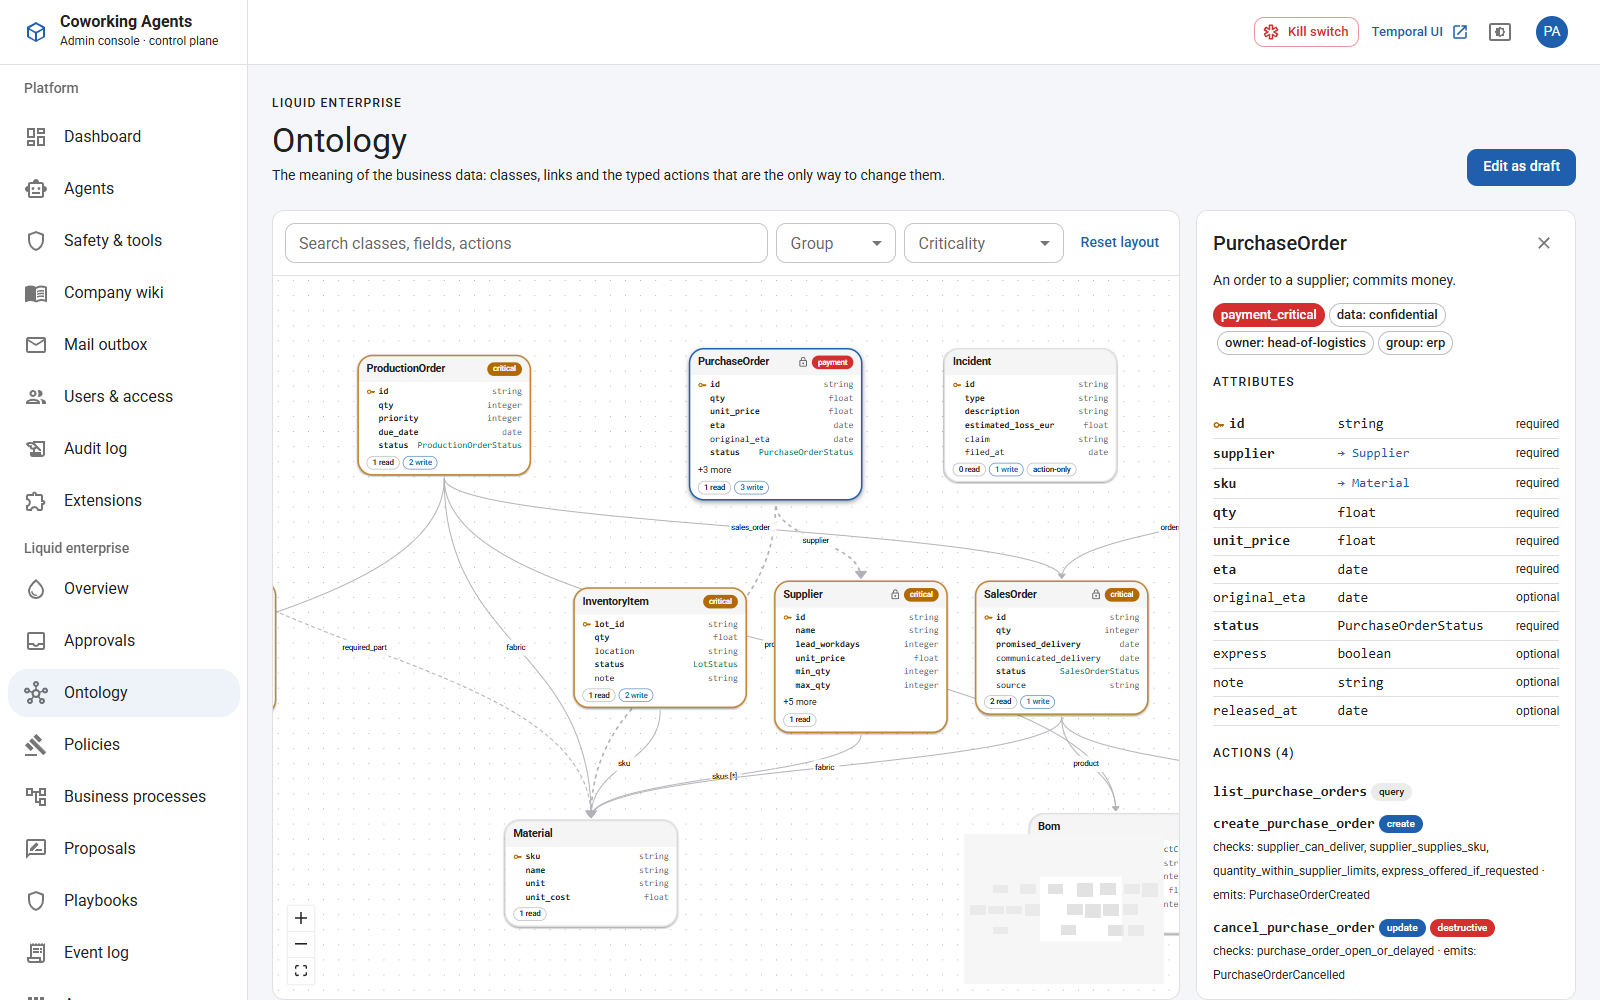 Coworking Agents
Admin console · control plane
Kill switch
Temporal UI
PA
Platform
Dashboard
Agents
Safety & tools
Company wiki
Mail outbox
Users & access
Audit log
Extensions
Liquid enterprise
Overview
Approvals
Ontology
Policies
Business processes
Proposals
Playbooks
Event log
LIQUID ENTERPRISE
Ontology
The meaning of the business data: classes, links and the typed actions that are the only way to change them.
Edit as draft
Search classes, fields, actions
Group
Criticality
Reset layout
ProductionOrder critical
id string
qty integer
priority integer
due_date date
status ProductionOrderStatus
1 read 2 write
PurchaseOrder payment
id string
qty float
unit_price float
eta date
original_eta date
status PurchaseOrderStatus
+3 more
1 read 3 write
Incident
id string
type string
description string
estimated_loss_eur float
claim string
filed_at date
0 read 1 write action-only
sales_order
supplier
order
required_part
fabric
InventoryItem critical
lot_id string
qty float
location string
status LotStatus
note string
1 read 2 write
Supplier critical
id string
name string
lead_workdays integer
unit_price float
min_qty integer
max_qty integer
+5 more
1 read
SalesOrder critical
id string
qty integer
promised_delivery date
communicated_delivery date
status SalesOrderStatus
source string
2 read 1 write
sku
skus [*]
fabric
product
Material
sku string
name string
unit string
unit_cost float
1 read
Bom
PurchaseOrder
An order to a supplier; commits money.
payment_critical data: confidential
owner: head-of-logistics group: erp
ATTRIBUTES
id string required
supplier → Supplier required
sku → Material required
qty float required
unit_price float required
eta date required
original_eta date optional
status PurchaseOrderStatus required
express boolean optional
note string optional
released_at date optional
ACTIONS (4)
list_purchase_orders query
create_purchase_order create
checks: supplier_can_deliver, supplier_supplies_sku,
quantity_within_supplier_limits, express_offered_if_requested ·
emits: PurchaseOrderCreated
cancel_purchase_order update destructive
checks: purchase_order_open_or_delayed · emits:
PurchaseOrderCancelled